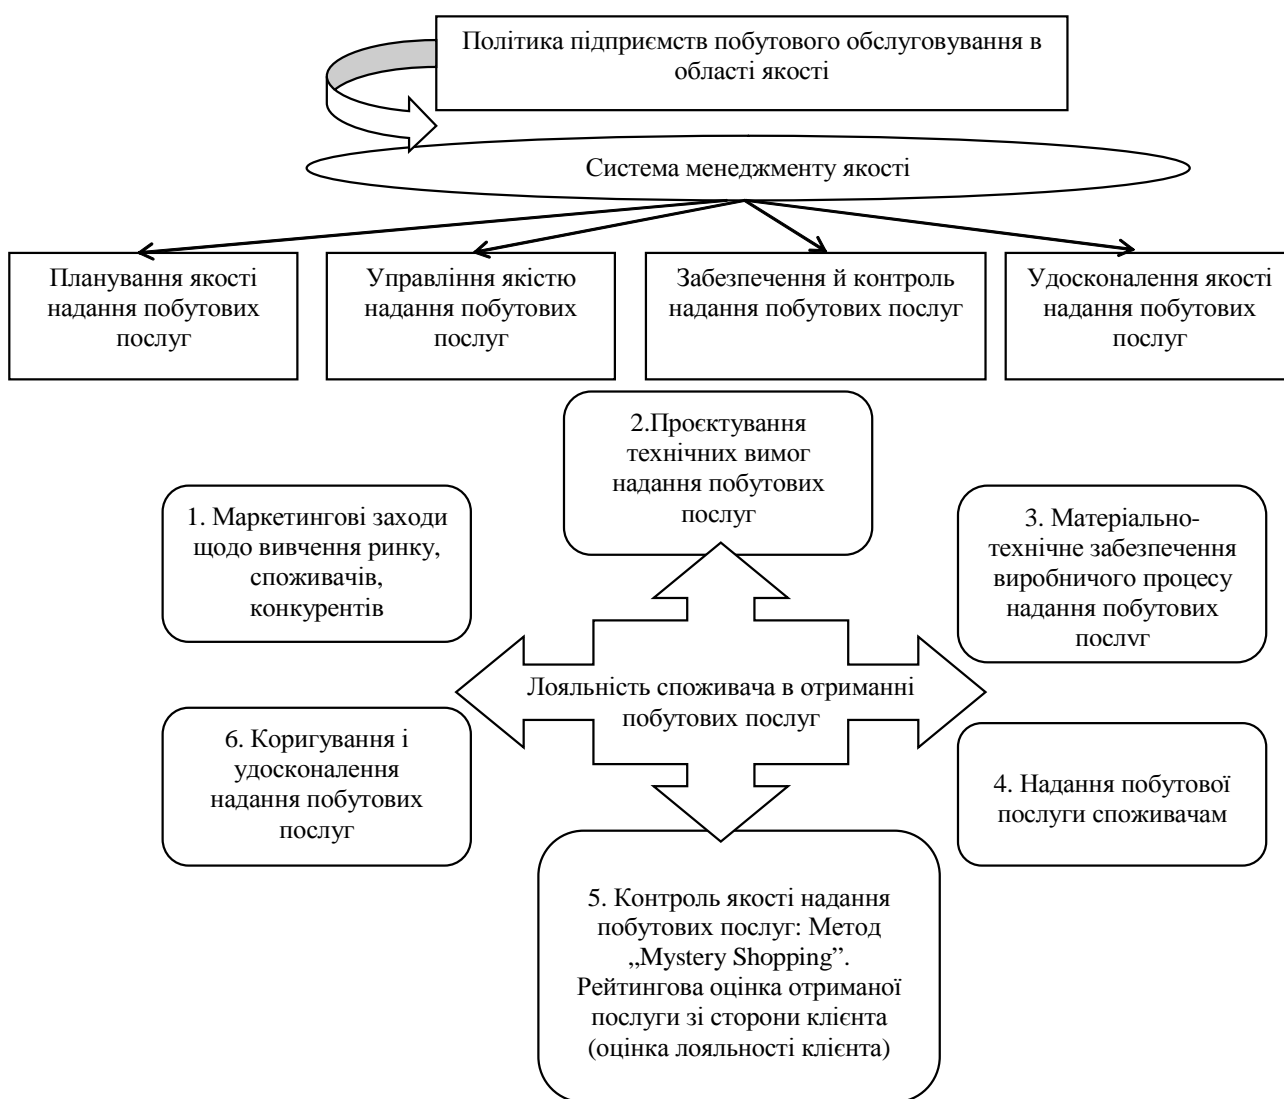 Політика підприємств побутового обслуговування в
області якості
Система менеджменту якості
Планування якості
надання побутових
послуг
Управління якістю
надання побутових
послуг
Забезпечення й контроль
надання побутових послуг
Удосконалення якості
надання побутових
послуг
2.Проєктування
технічних вимог
надання побутових
послуг
1. Маркетингові заходи
щодо вивчення ринку,
споживачів,
конкурентів
3. Матеріально-
технічне забезпечення
виробничого процесу
надання побутових
послуг
Лояльність споживача в отриманні
побутових послуг
6. Коригування і
удосконалення
надання побутових
послуг
4. Надання побутової
послуги споживачам
5. Контроль якості надання
побутових послуг: Метод
„Mystery Shopping”.
Рейтингова оцінка отриманої
послуги зі сторони клієнта
(оцінка лояльності клієнта)